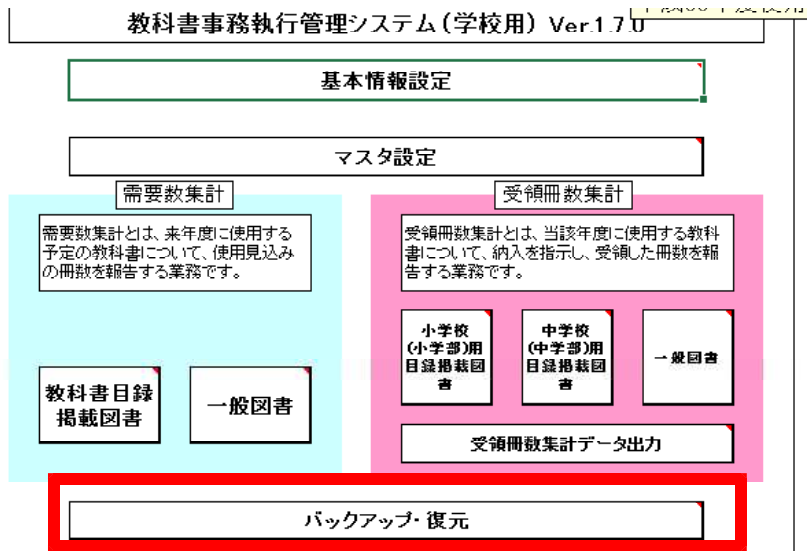 教科書事務執行管理システム(学校用) Ver.1.7.0
基本情報設定
マスタ設定
需要数集計
需要数集計とは、来年度に使用する
予定の教科書について、使用見込み
の冊数を報告する業務です。
教科書目録
掲載図書
一般図書
受領冊数集計
受領冊数集計とは、当該年度に使用する教科
書について、納入を指示し、受領した冊数を報
告する業務です。
小学校
(小学部)用
目録掲載図
書
中学校
(中学部)用
目録掲載図
書
一般図書
受領冊数集計データ出力
バックアップ・復元